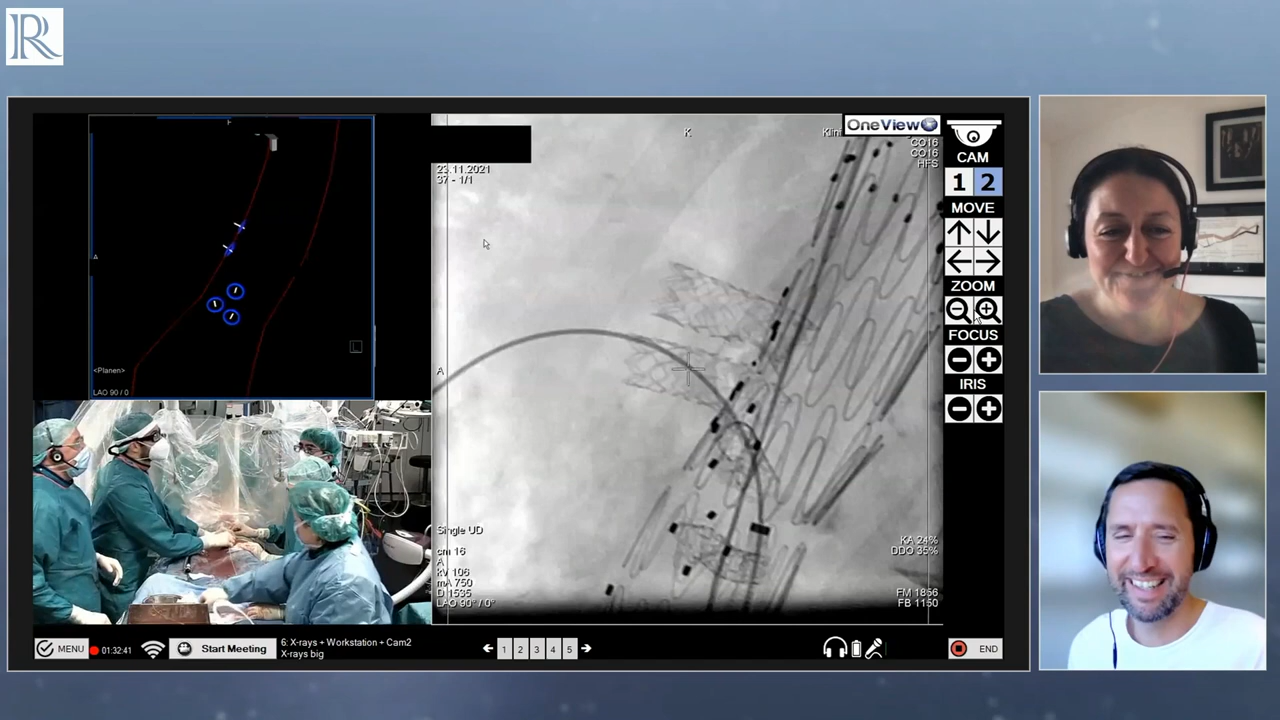 R
OneView
CAM
1 2
MOVE
ZOOM
FOCUS
IRIS
<Planen>
LAO 90 / 0
A
L
K
A
23.11.2021
37 - 1/1
CO16
CO16
HFS
Single UD
cm 16
A
kV 106
mA 750
LAO 90° / 0°
KA 24%
DDO 35%
FM 1866
FB 1150
MENU
01:32:41
Start Meeting
6: X-rays + Workstation + Cam2
X-rays big
1 2 3 4 5
END